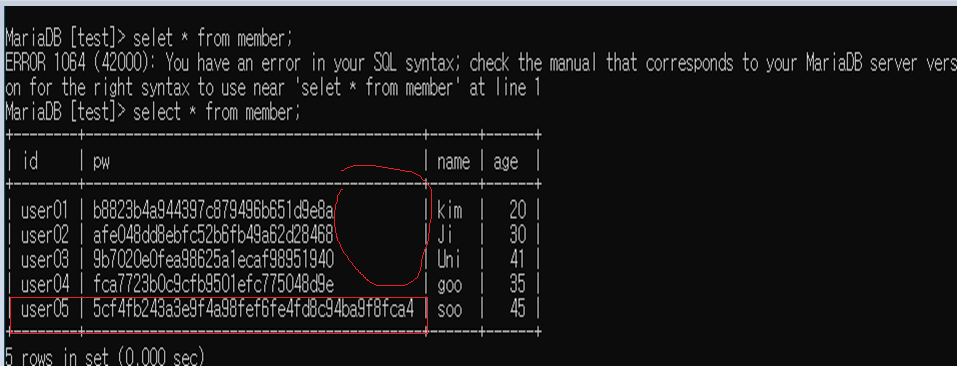 MariaDB [test]> selet * from member;
ERROR 1064 (42000): You have an error in your SQL syntax; check the manual that corresponds to your MariaDB server vers
on for the right syntax to use near 'selet * from member' at line 1
MariaDB [test]> select * from member;
| id | pw | name | age |
| user01 | b8823b4a944397c879496b651d9e8a | kim | 20 |
| user02 | afe048dd8ebfc52b6fb49a62d28468 | Ji | 30 |
| user03 | 9b7020e0fea98625a1ecaf98951940 | Uhi | 41 |
| user04 | fca7723b0c9cfb9501efc775048d9e | goo | 35 |
| user05 | 5cf4fb243a3e9f4a98fef6fe4fd8c94ba9f8fca4 | soo | 45 |
5 rows in set (0.000 sec)